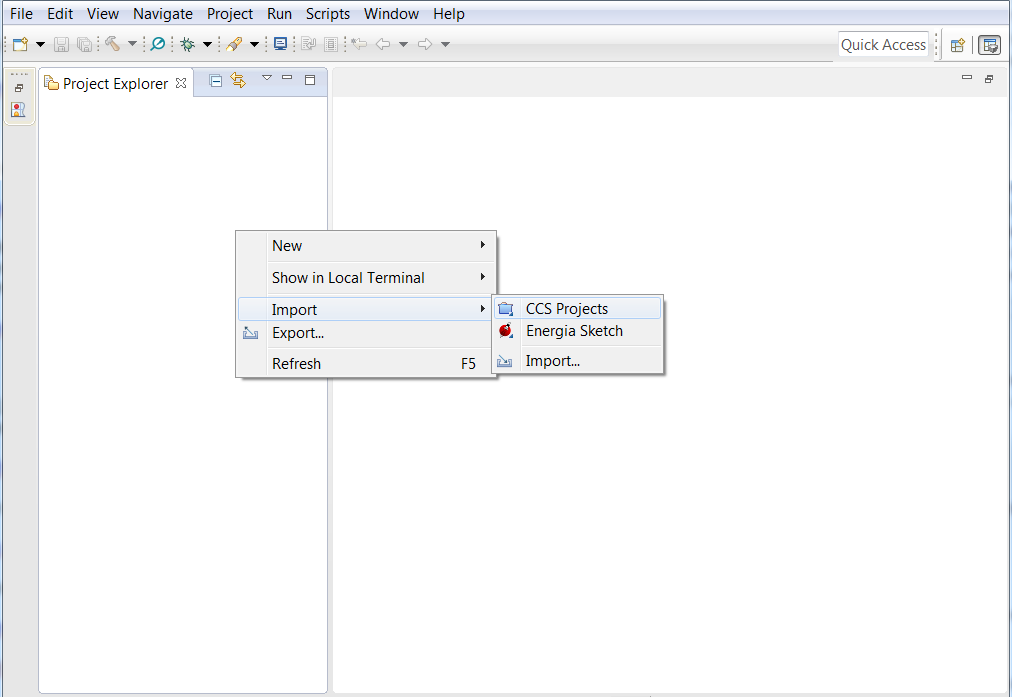 File Edit View Navigate Project Run Scripts Window Help
Quick Access
Project Explorer
New
Show in Local Terminal
Import
CCS Projects
Export...
Energia Sketch
Refresh F5
Import...